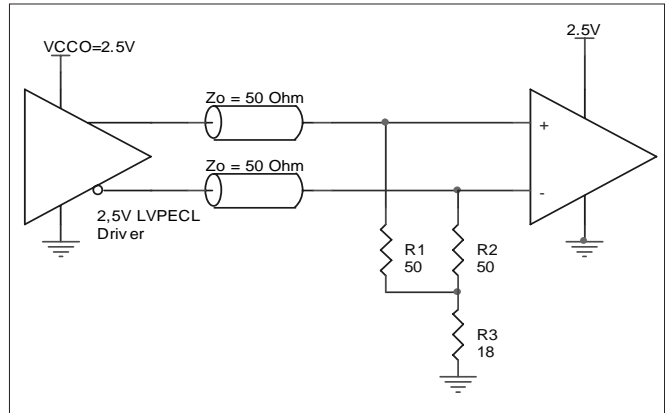 VCCO=2.5V
2.5V
Zo = 50 Ohm
+
Zo = 50 Ohm
-
2,5V LVPECL
Driver
R1
50
R2
50
R3
18